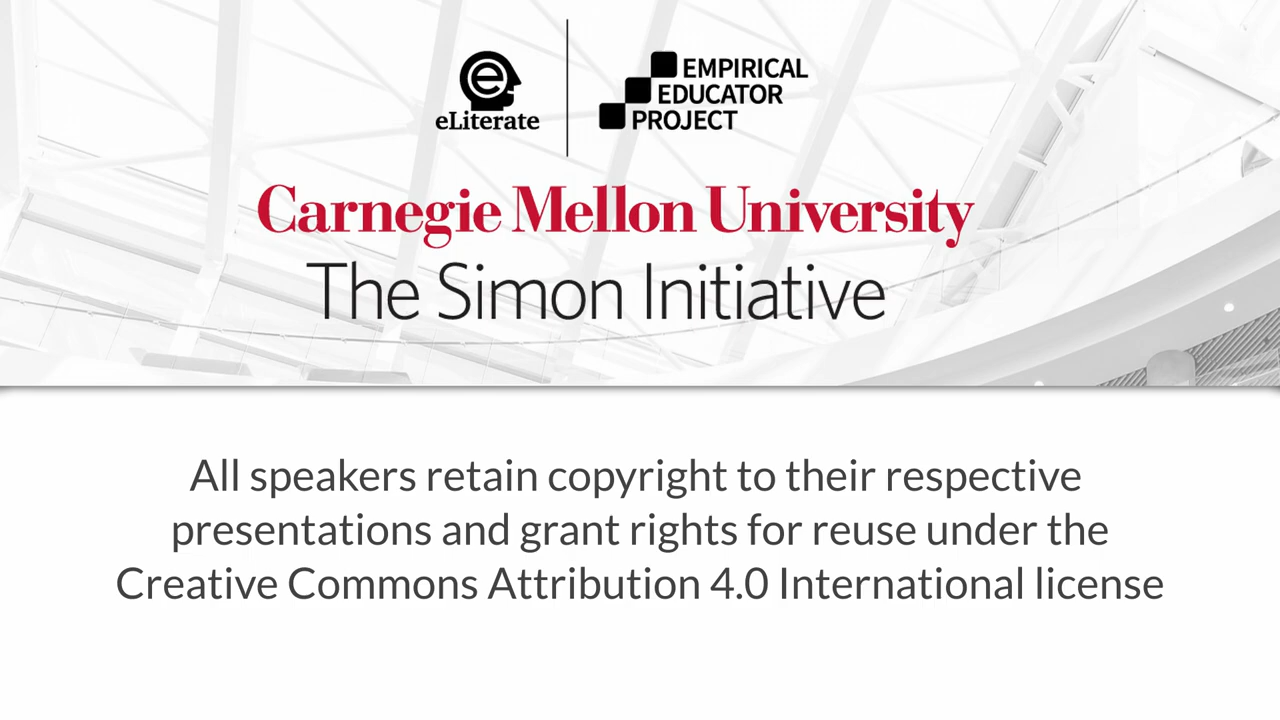 e
eLiterate
EMPIRICAL
EDUCATOR
PROJECT
Carnegie Mellon University
The Simon Initiative
All speakers retain copyright to their respective
presentations and grant rights for reuse under the
Creative Commons Attribution 4.0 International license